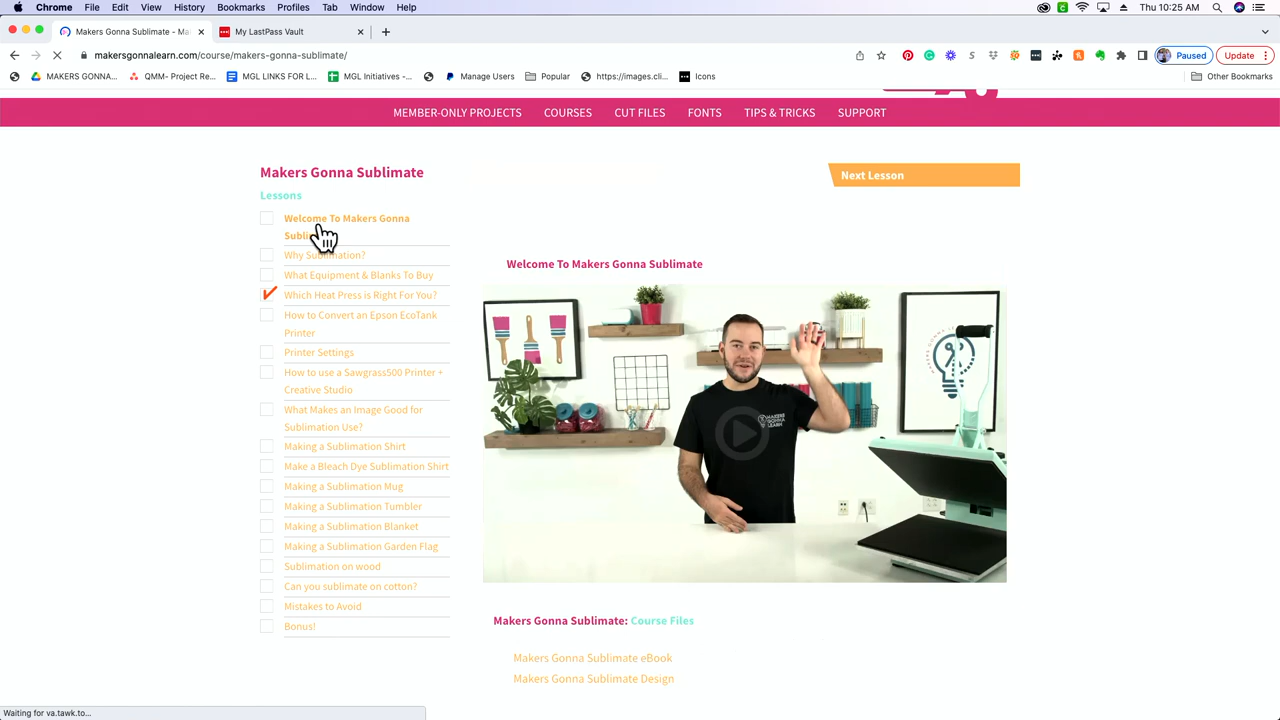 Chrome File Edit View History Bookmarks Profiles Tab Window Help Thu 10:25 AM
Makers Gonna Sublimate - Ma
My LastPass Vault
makersgonnalearn.com/course/makers-gonna-sublimate/
Paused
Update
MAKERS GONNA... QMM- Project Re... MGL LINKS FOR L... MGL Initiatives -... Manage Users Popular https://images.cli... Icons Other Bookmarks
MEMBER-ONLY PROJECTS COURSES CUT FILES FONTS TIPS & TRICKS SUPPORT
Makers Gonna Sublimate
Lessons
Welcome To Makers Gonna
Subli
Why Sublimation?
What Equipment & Blanks To Buy
Which Heat Press is Right For You?
How to Convert an Epson EcoTank
Printer
Printer Settings
How to use a Sawgrass500 Printer +
Creative Studio
What Makes an Image Good for
Sublimation Use?
Making a Sublimation Shirt
Make a Bleach Dye Sublimation Shirt
Making a Sublimation Mug
Making a Sublimation Tumbler
Making a Sublimation Blanket
Making a Sublimation Garden Flag
Sublimation on wood
Can you sublimate on cotton?
Mistakes to Avoid
Bonus!
Next Lesson
Welcome To Makers Gonna Sublimate
MAKERS
GONNA
LEARN
Makers Gonna Sublimate: Course Files
Makers Gonna Sublimate eBook
Makers Gonna Sublimate Design
Waiting for va.tawk.to...